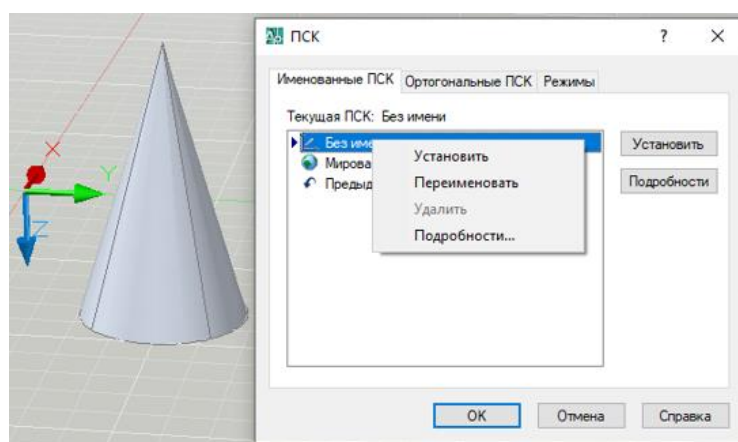 ПСК
Именованные ПСК Ортогональные ПСК Режимы
Текущая ПСК: Без имени
Без
Установить
Установить
Переименовать
Подробности
Удалить
Подробности...
X
Y
Z
OK Отмена Справка